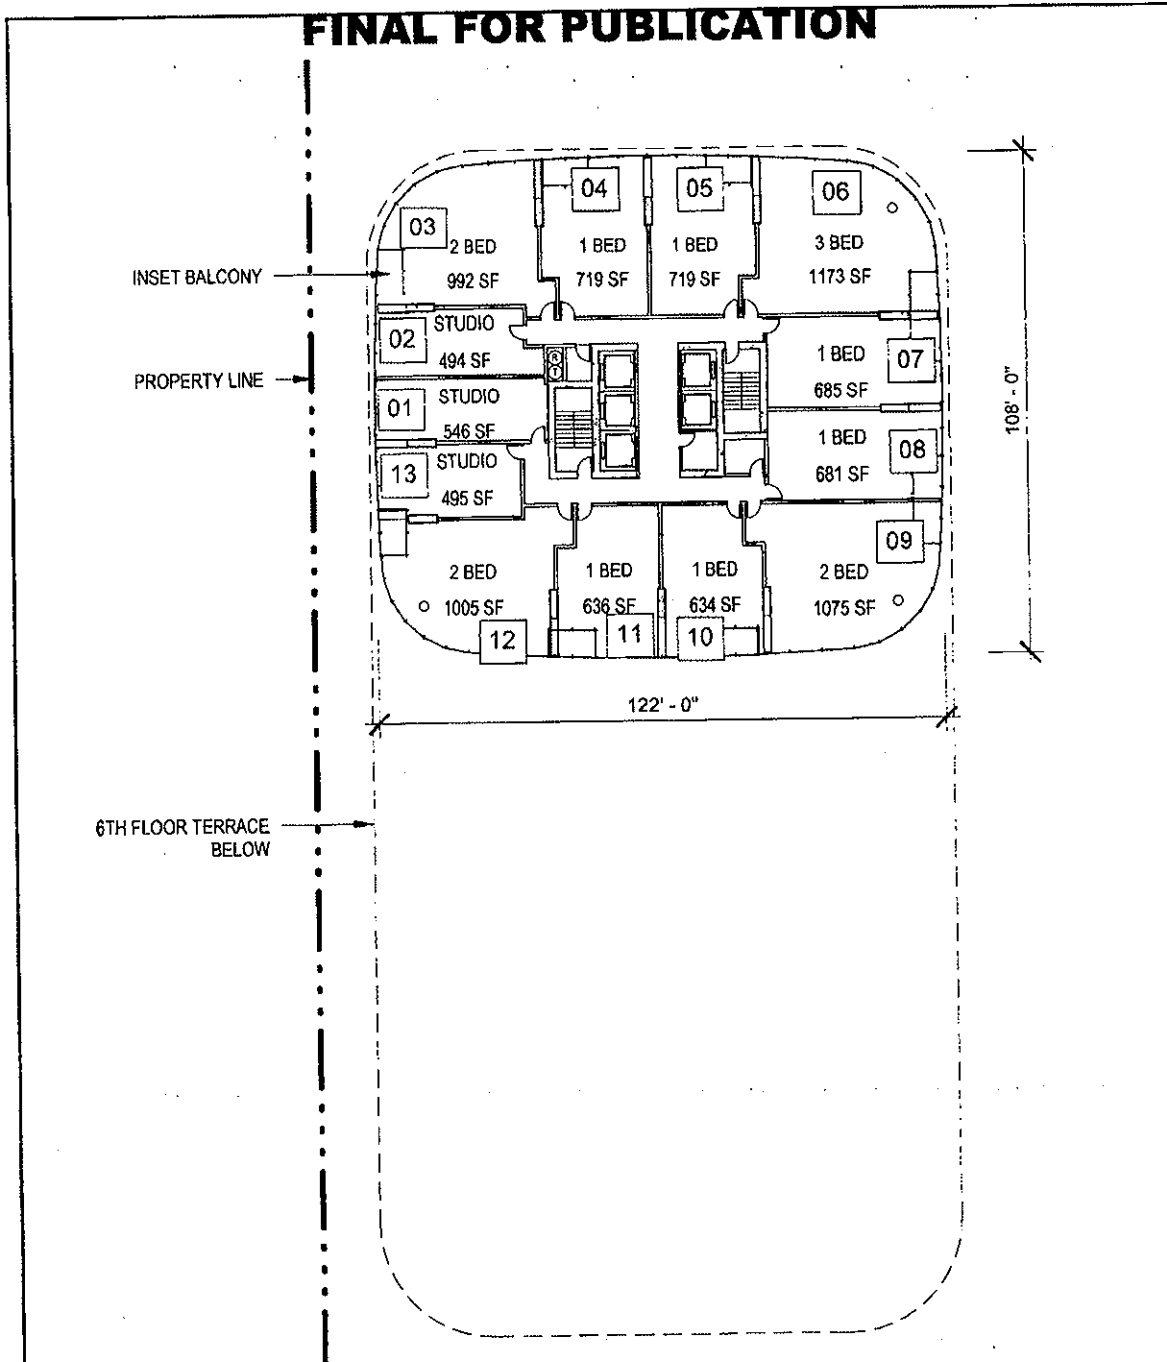 FINAL FOR PUBLICATION
04
05
06
03
2 BED
992 SF
1 BED
719 SF
1 BED
719 SF
3 BED
1173 SF
INSET BALCONY
02
STUDIO
494 SF
R
T
1 BED
685 SF
07
108' - 0"
PROPERTY LINE
01
STUDIO
546 SF
1 BED
681 SF
08
13
STUDIO
495 SF
09
2 BED
1005 SF
1 BED
636 SF
1 BED
634 SF
2 BED
1075 SF
12
11
10
122' - 0"
6TH FLOOR TERRACE
BELOW